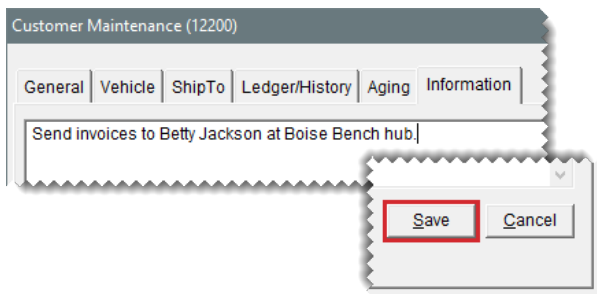 Customer Maintenance (12200)
General Vehicle ShipTo Ledger/History Aging Information
Send invoices to Betty Jackson at Boise Bench hub.
Save Cancel